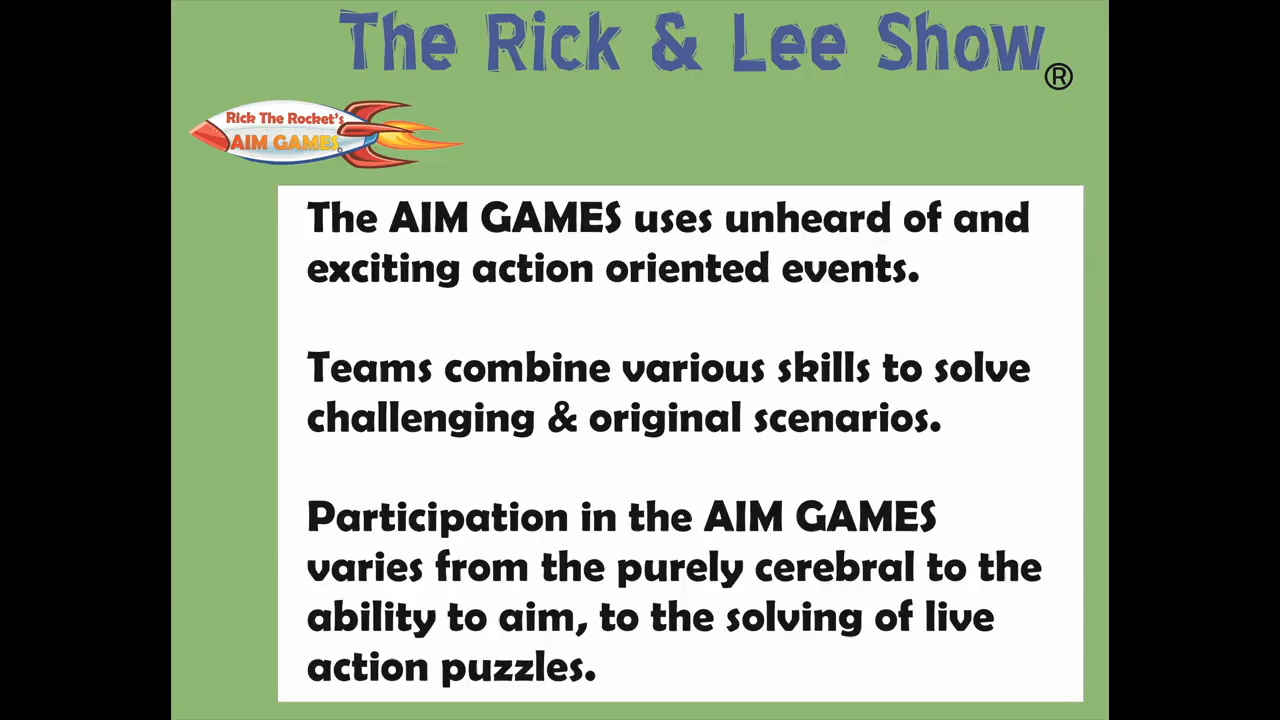 The Rick & Lee Show®
Rick The Rocket's
AIM GAMES
The AIM GAMES uses unheard of and
exciting action oriented events.
Teams combine various skills to solve
challenging & original scenarios.
Participation in the AIM GAMES
varies from the purely cerebral to the
ability to aim, to the solving of live
action puzzles.